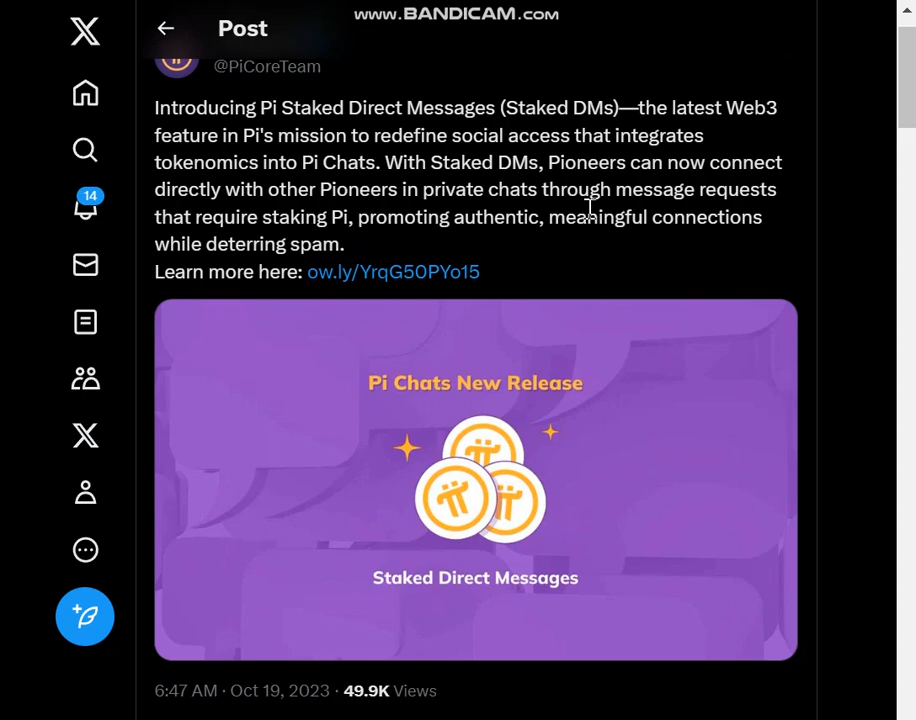 www.BANDICAM.com
Post
@PiCoreTeam
Introducing Pi Staked Direct Messages (Staked DMs)—the latest Web3
feature in Pi's mission to redefine social access that integrates
tokenomics into Pi Chats. With Staked DMs, Pioneers can now connect
directly with other Pioneers in private chats through message requests
that require staking Pi, promoting authentic, meaningful connections
while deterring spam.
Learn more here: ow.ly/YrqG50PYo15
14
Pi Chats New Release
Staked Direct Messages
6:47 AM · Oct 19, 2023 · 49.9K Views